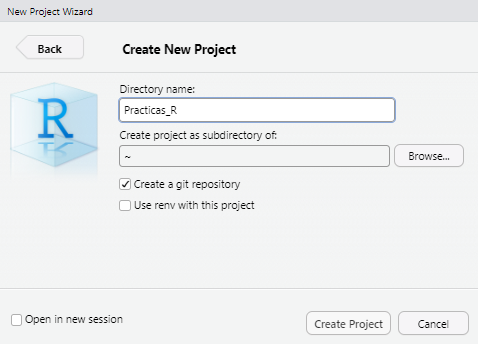 New Project Wizard
Back
Create New Project
R
Directory name:
Practicas_R
Create project as subdirectory of:
~
Browse...
Create a git repository
Use renv with this project
Open in new session
Create Project
Cancel